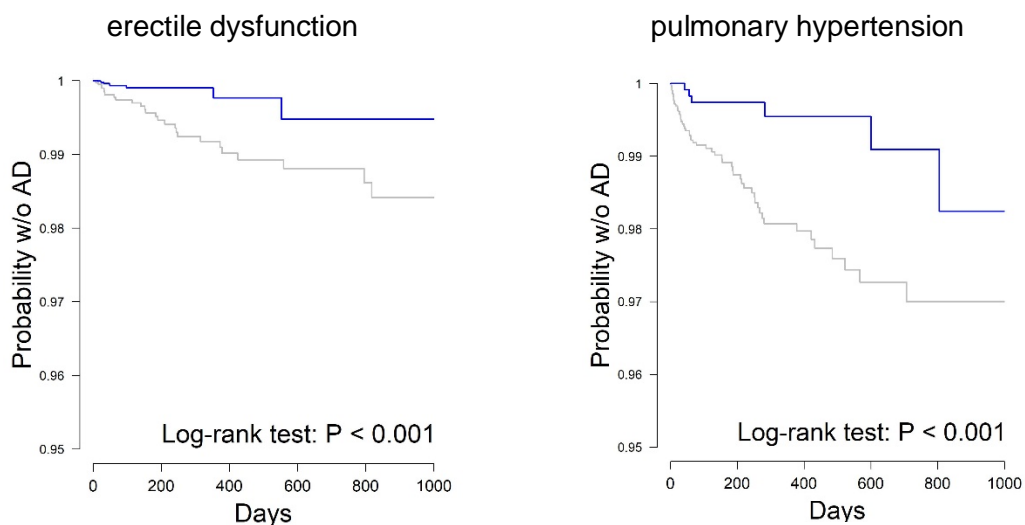 erectile dysfunction
Probability w/o AD
1
0.99
0.98
0.97
0.96
0.95
Log-rank test: P < 0.001
0 200 400 600 800 1000
Days
pulmonary hypertension
Probability w/o AD
1
0.99
0.98
0.97
0.96
0.95
Log-rank test: P < 0.001
0 200 400 600 800 1000
Days